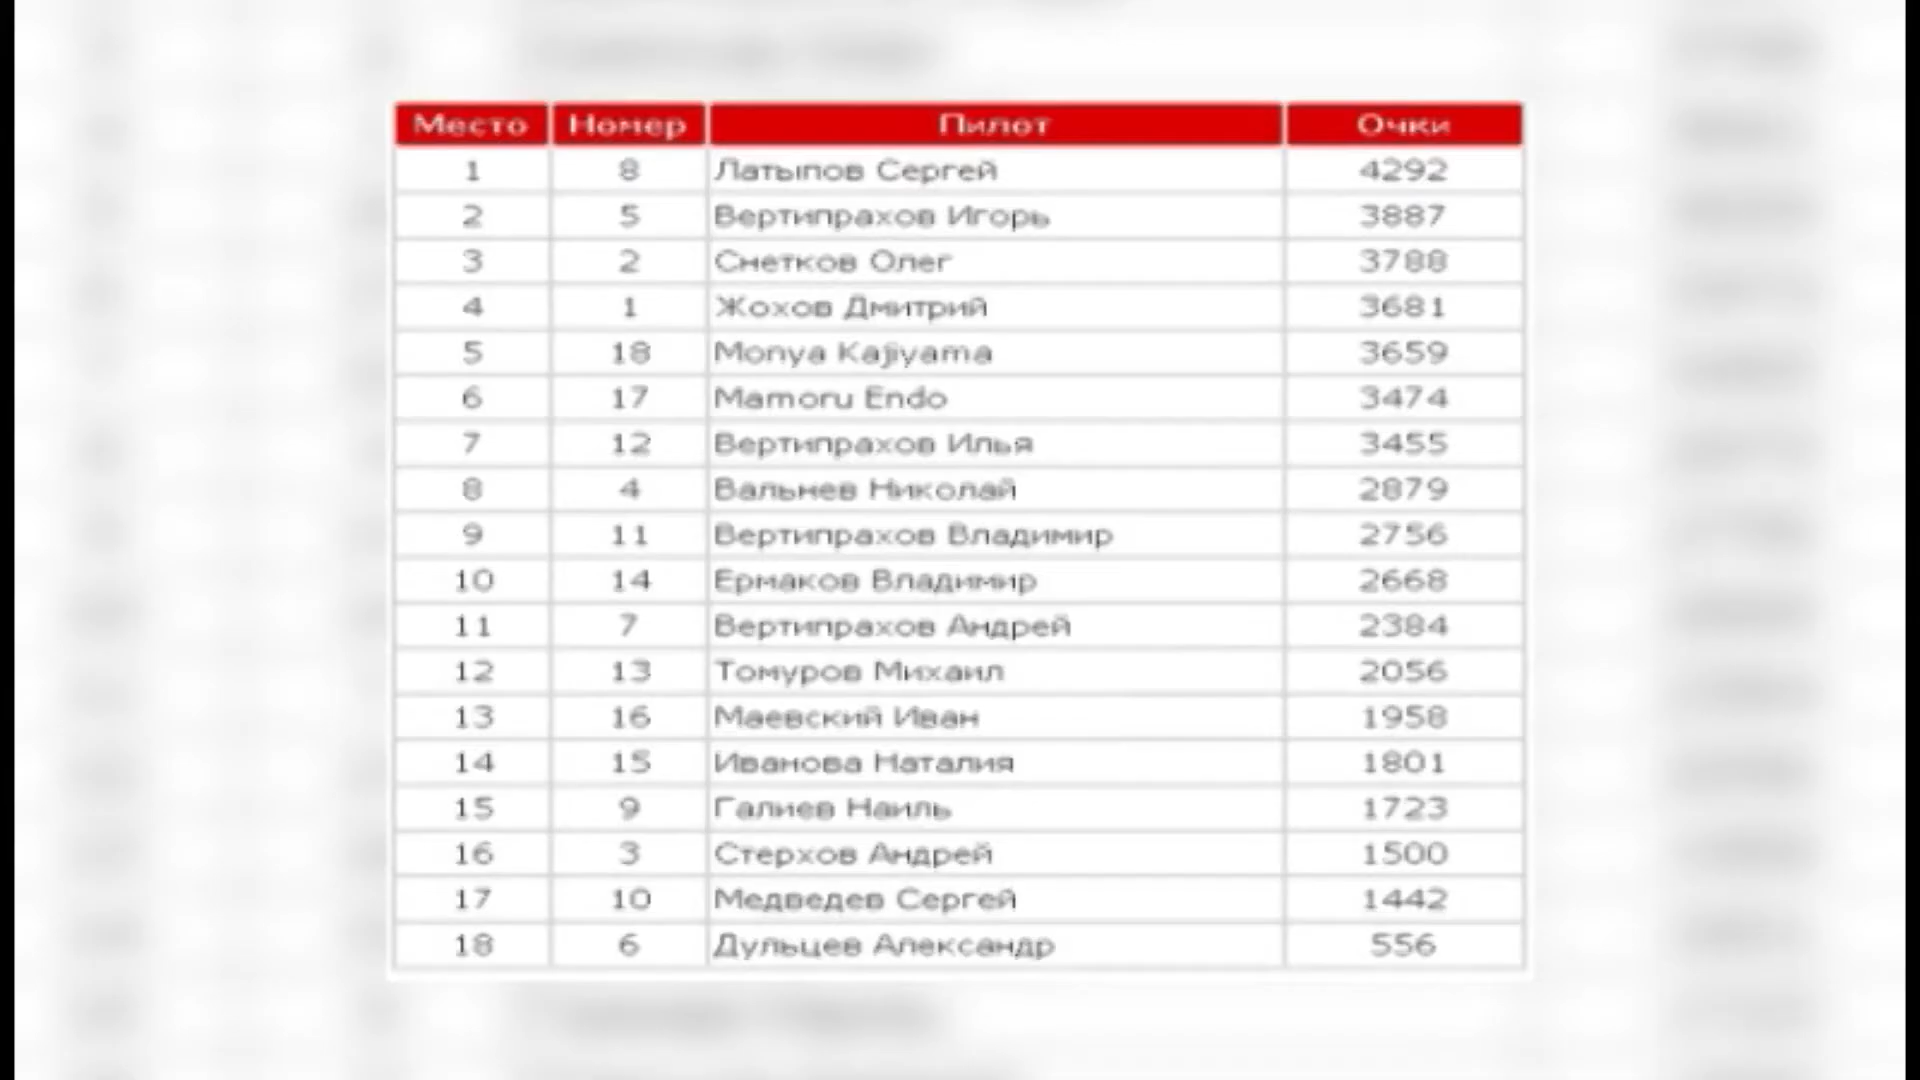 Место Номер Пилот Очки
1 8 Латыпов Сергей 4292
2 5 Вертипрахов Игорь 3887
3 2 Снетков Олег 3788
4 1 Жохов Дмитрий 3681
5 18 Monya Kajiyama 3659
6 17 Mamoru Endo 3474
7 12 Вертипрахов Илья 3455
8 4 Вальнев Николай 2879
9 11 Вертипрахов Владимир 2756
10 14 Ермаков Владимир 2668
11 7 Вертипрахов Андрей 2384
12 13 Томуров Михаил 2056
13 16 Маевский Иван 1958
14 15 Иванова Наталия 1801
15 9 Галиев Наиль 1723
16 3 Стерхов Андрей 1500
17 10 Медведев Сергей 1442
18 6 Дульцев Александр 556